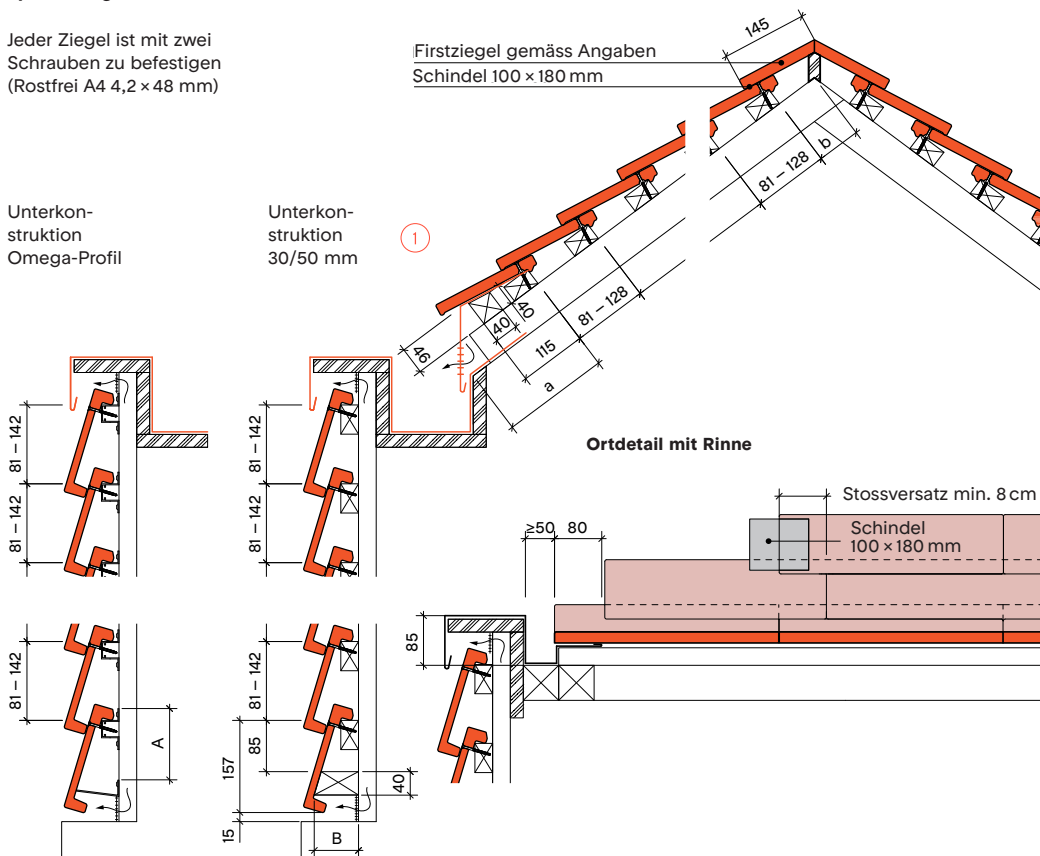 Jeder Ziegel ist mit zwei
Schrauben zu befestigen
(Rostfrei A4 4,2 × 48 mm)
Firstziegel gemäss Angaben
Schindel 100 × 180 mm
145
Unterkon-
struktion
Omega-Profil
Unterkon-
struktion
30/50 mm
1
b
81 – 128
81 – 128
40
40
46
115
a
81 – 142
81 – 142
81 – 142
81 – 142
Ortdetail mit Rinne
Stossversatz min. 8 cm
≥50
80
Schindel
100 × 180 mm
85
81 – 142
A
81 – 142
85
157
40
15
B